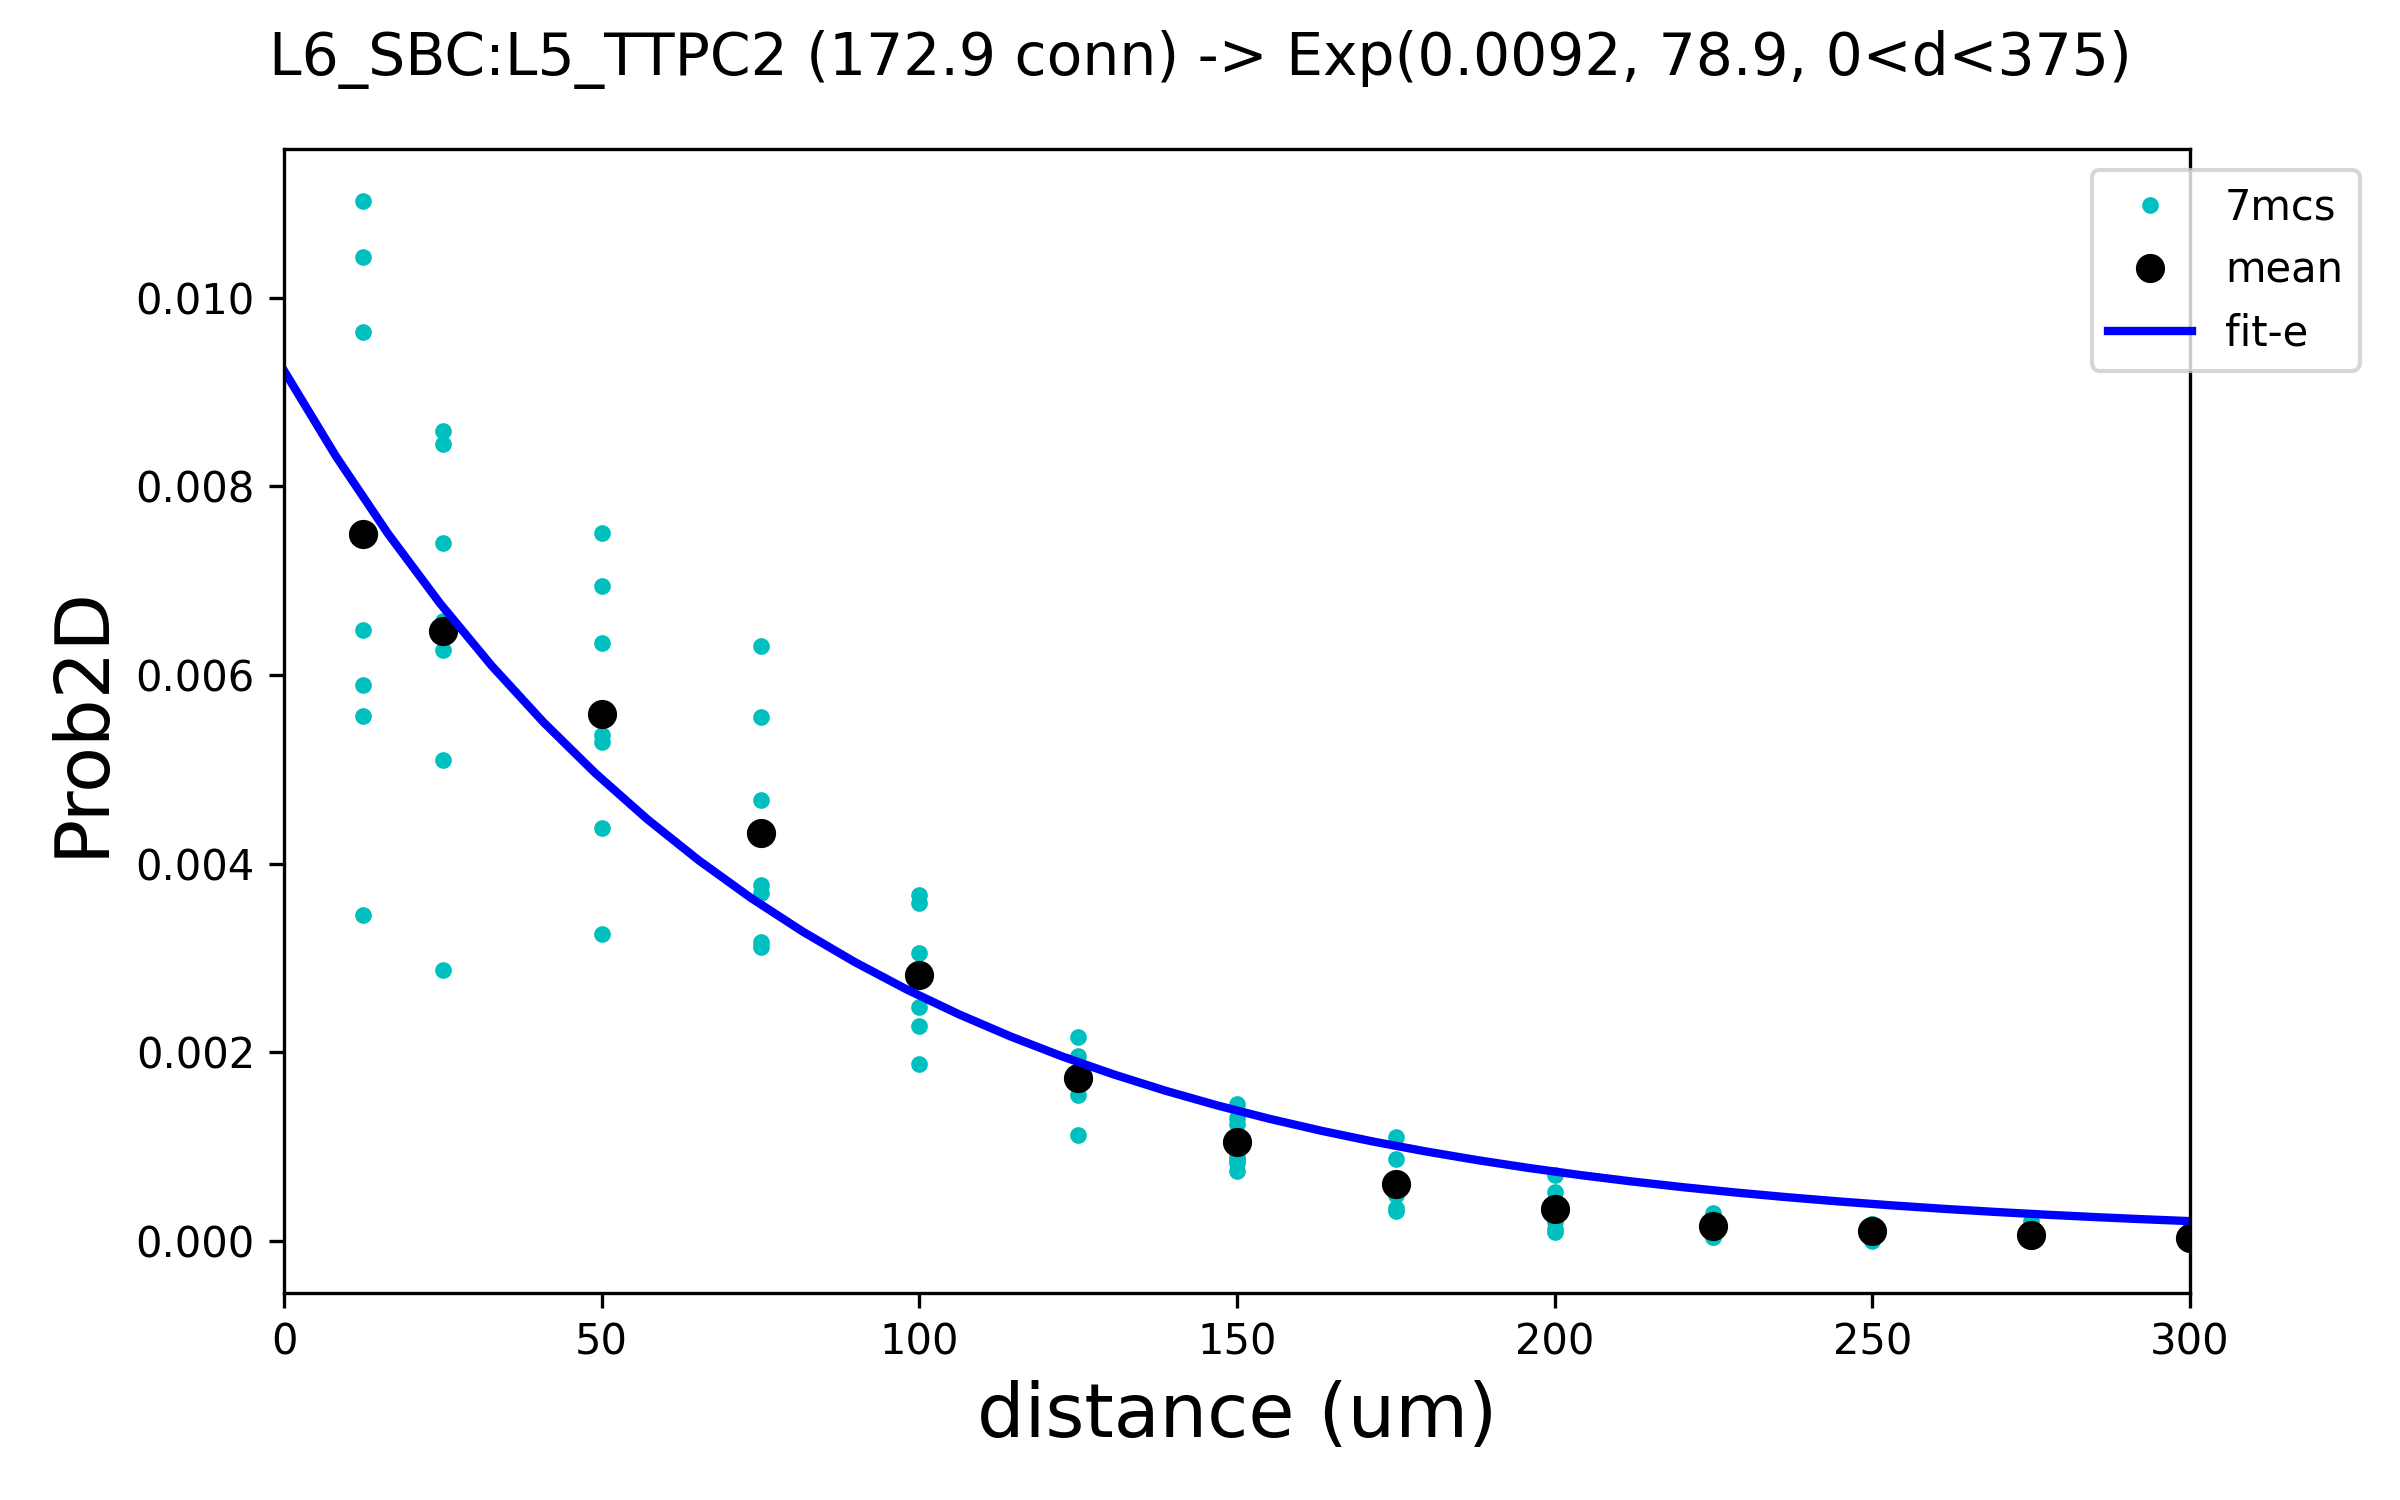 L6_SBC:L5_TTPC2 (172.9 conn) -> Exp(0.0092, 78.9, 0<d<375)
7mcs
mean
fit-e
0.010
0.008
0.006
0.004
0.002
0.000
Prob2D
0 50 100 150 200 250 300
distance (um)